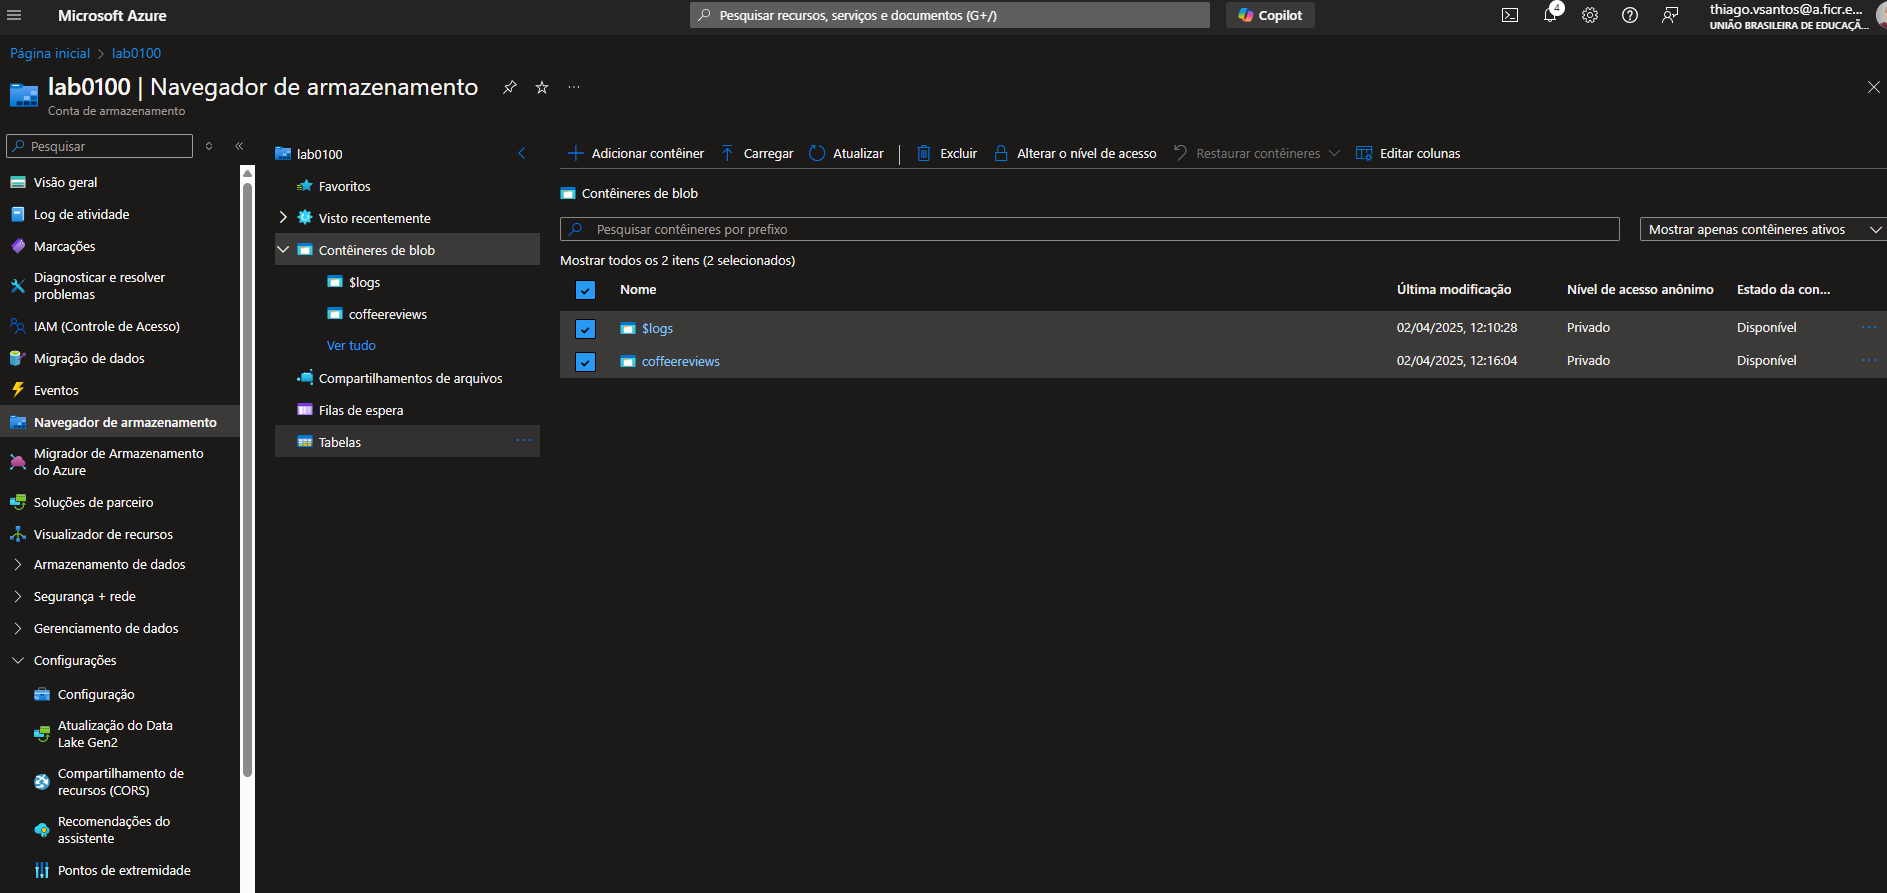 Microsoft Azure
Pesquisar recursos, serviços e documentos (G+/)
Copilot
4
thiago.vsantos@a.ficr.e...
UNIÃO BRASILEIRA DE EDUCAÇÃ...
Página inicial > lab0100
lab0100 | Navegador de armazenamento
Conta de armazenamento
Pesquisar
Visão geral
Log de atividade
Marcações
Diagnosticar e resolver
problemas
IAM (Controle de Acesso)
Migração de dados
Eventos
Navegador de armazenamento
Migrador de Armazenamento
do Azure
Soluções de parceiro
Visualizador de recursos
Armazenamento de dados
Segurança + rede
Gerenciamento de dados
Configurações
Configuração
Atualização do Data
Lake Gen2
Compartilhamento de
recursos (CORS)
Recomendações do
assistente
Pontos de extremidade
lab0100
Favoritos
Visto recentemente
Contêineres de blob
$logs
coffeereviews
Ver tudo
Compartilhamentos de arquivos
Filas de espera
Tabelas
Adicionar contêiner Carregar Atualizar Excluir Alterar o nível de acesso Restaurar contêineres Editar colunas
Contêineres de blob
Pesquisar contêineres por prefixo
Mostrar apenas contêineres ativos
Mostrar todos os 2 itens (2 selecionados)
Nome Última modificação Nível de acesso anônimo Estado da con...
$logs 02/04/2025, 12:10:28 Privado Disponível
coffeereviews 02/04/2025, 12:16:04 Privado Disponível